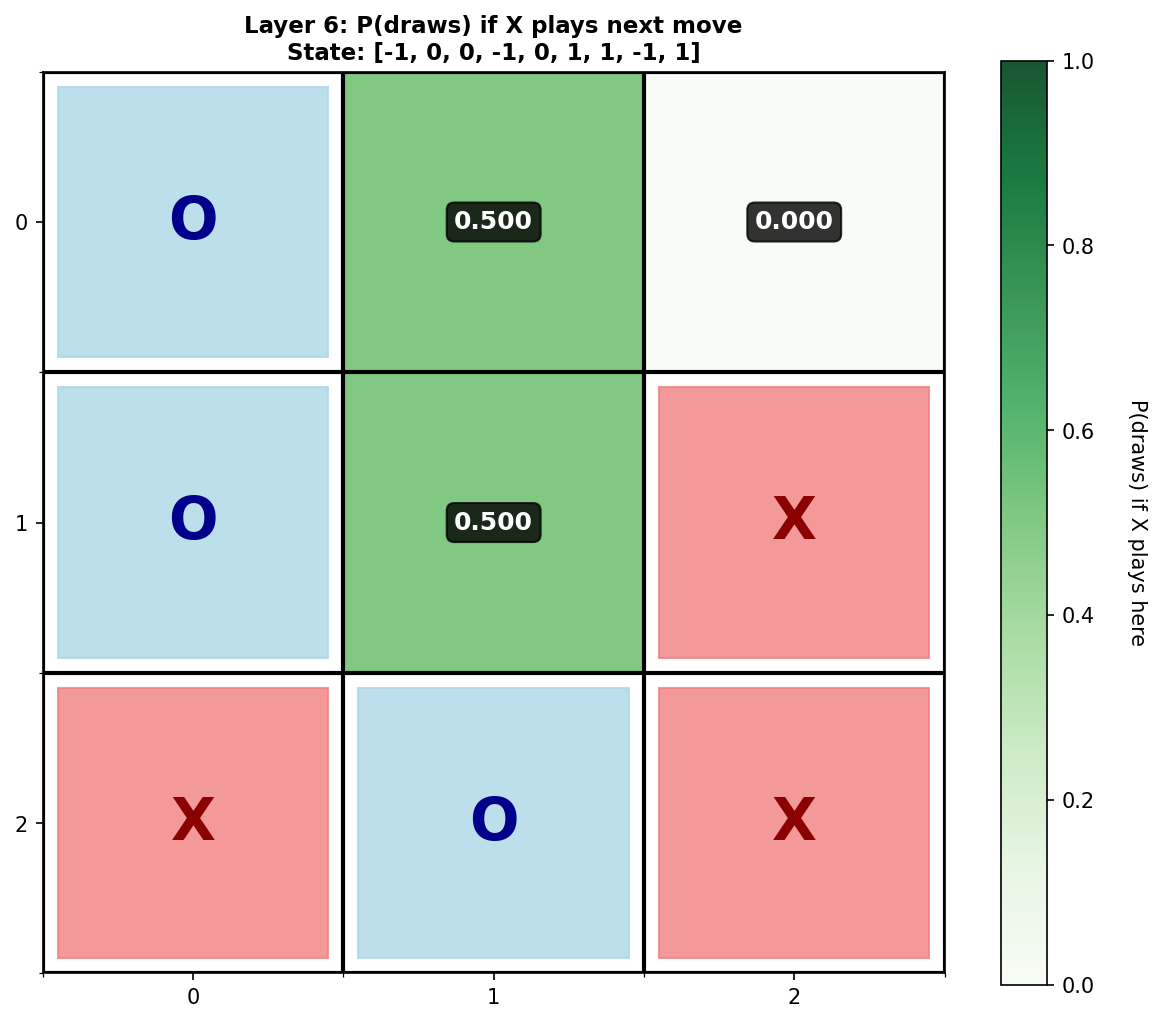 Layer 6: P(draws) if X plays next move
State: [-1, 0, 0, -1, 0, 1, 1, -1, 1]
0
O
0.500
0.000
1
O
0.500
X
2
X
O
X
0
1
2
1.0
0.8
0.6
0.4
0.2
0.0
P(draws) if X plays here